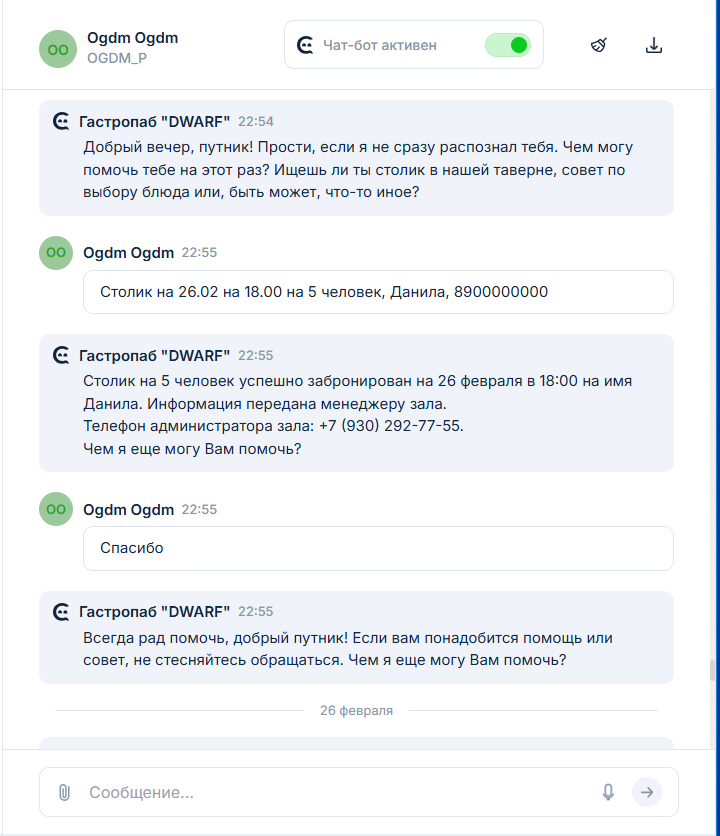 Ogdm Ogdm
OGDM_P
Чат-бот активен
Гастропаб "DWARF" 22:54
Добрый вечер, путник! Прости, если я не сразу распознал тебя. Чем могу
помочь тебе на этот раз? Ищешь ли ты столик в нашей таверне, совет по
выбору блюда или, быть может, что-то иное?
OO Ogdm Ogdm 22:55
Столик на 26.02 на 18.00 на 5 человек, Данила, 8900000000
Гастропаб "DWARF" 22:55
Столик на 5 человек успешно забронирован на 26 февраля в 18:00 на имя
Данила. Информация передана менеджеру зала.
Телефон администратора зала: +7 (930) 292-77-55.
Чем я еще могу Вам помочь?
OO Ogdm Ogdm 22:55
Спасибо
Гастропаб "DWARF" 22:55
Всегда рад помочь, добрый путник! Если вам понадобится помощь или
совет, не стесняйтесь обращаться. Чем я еще могу Вам помочь?
26 февраля
Сообщение...